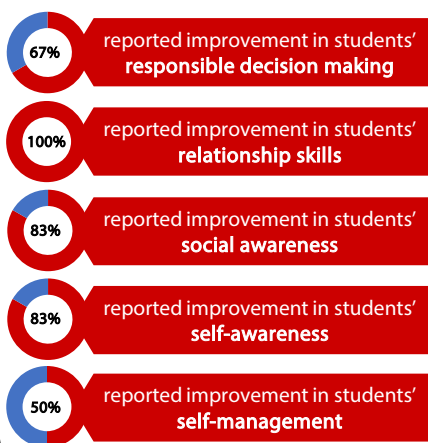 67%
reported improvement in students’
responsible decision making
100%
reported improvement in students’
relationship skills
83%
reported improvement in students’
social awareness
83%
reported improvement in students’
self-awareness
50%
reported improvement in students’
self-management